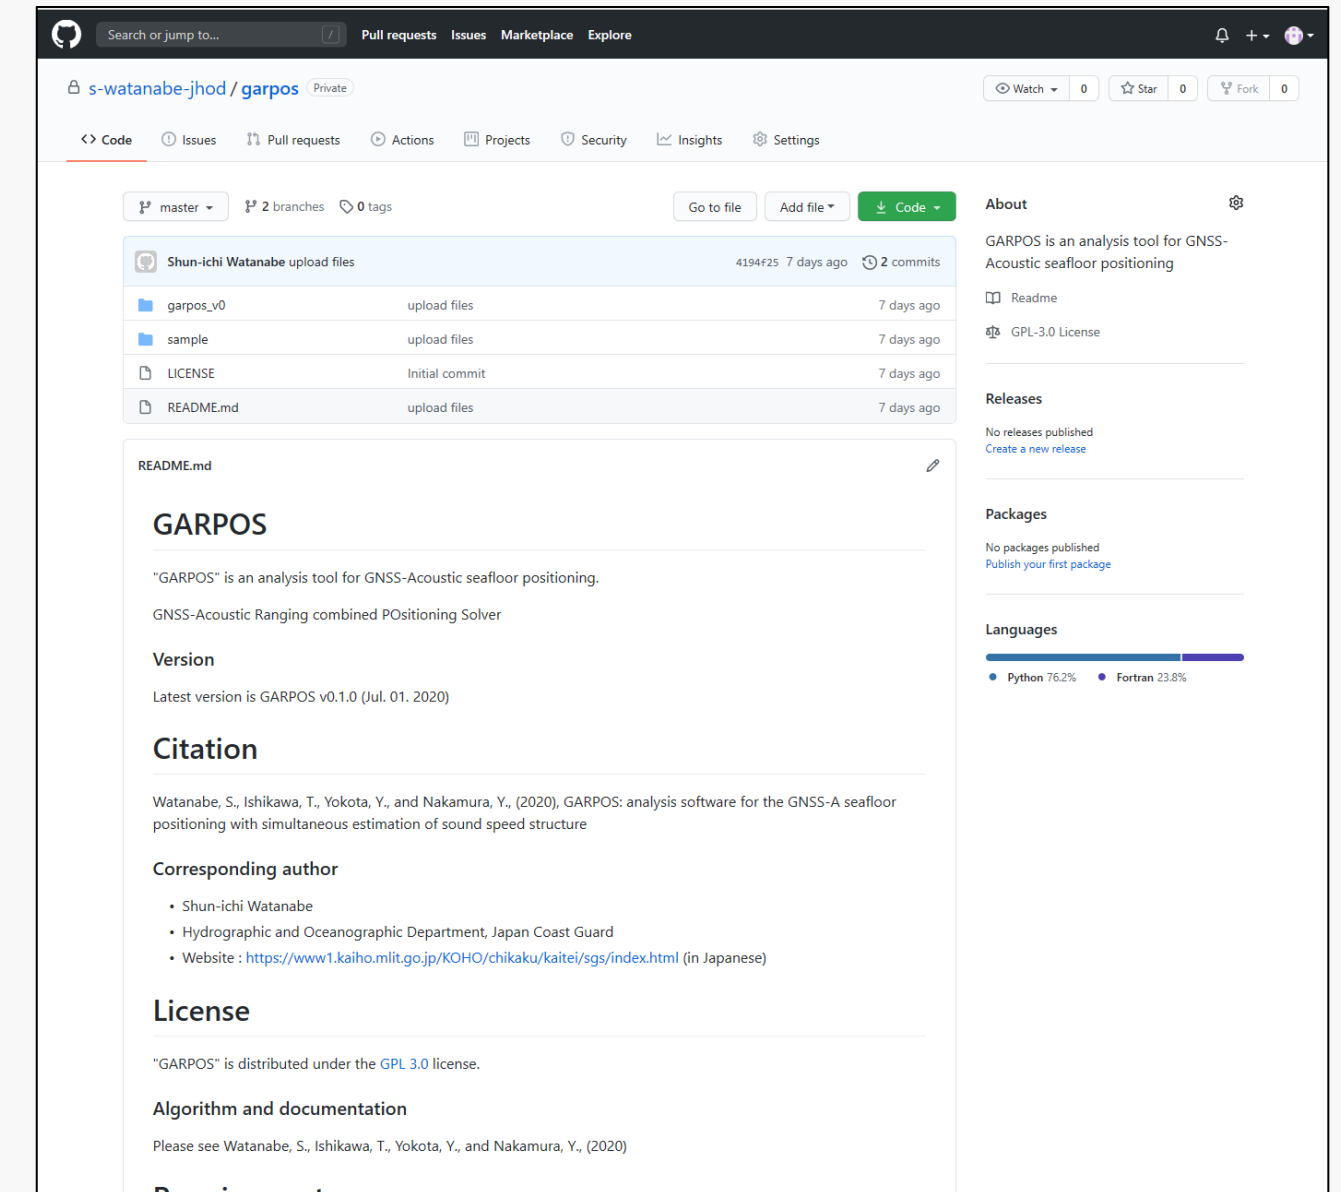 Search or jump to... /
Pull requests Issues Marketplace Explore
s-watanabe-jhod / garpos Private
Watch 0 Star 0 Fork 0
Code Issues Pull requests Actions Projects Security Insights Settings
master 2 branches 0 tags Go to file Add file Code
Shun-ichi Watanabe upload files 4194f25 7 days ago 2 commits
garpos_v0 upload files 7 days ago
sample upload files 7 days ago
LICENSE Initial commit 7 days ago
README.md upload files 7 days ago
README.md
GARPOS
"GARPOS" is an analysis tool for GNSS-Acoustic seafloor positioning.
GNSS-Acoustic Ranging combined POsitioning Solver
Version
Latest version is GARPOS v0.1.0 (Jul. 01. 2020)
Citation
Watanabe, S., Ishikawa, T., Yokota, Y., and Nakamura, Y., (2020), GARPOS: analysis software for the GNSS-A seafloor
positioning with simultaneous estimation of sound speed structure
Corresponding author
• Shun-ichi Watanabe
• Hydrographic and Oceanographic Department, Japan Coast Guard
• Website : https://www1.kaiho.mlit.go.jp/KOHO/chikaku/kaitei/sgs/index.html (in Japanese)
License
"GARPOS" is distributed under the GPL 3.0 license.
Algorithm and documentation
Please see Watanabe, S., Ishikawa, T., Yokota, Y., and Nakamura, Y., (2020)
About
GARPOS is an analysis tool for GNSS-
Acoustic seafloor positioning
Readme
GPL-3.0 License
Releases
No releases published
Create a new release
Packages
No packages published
Publish your first package
Languages
Python 76.2% Fortran 23.8%